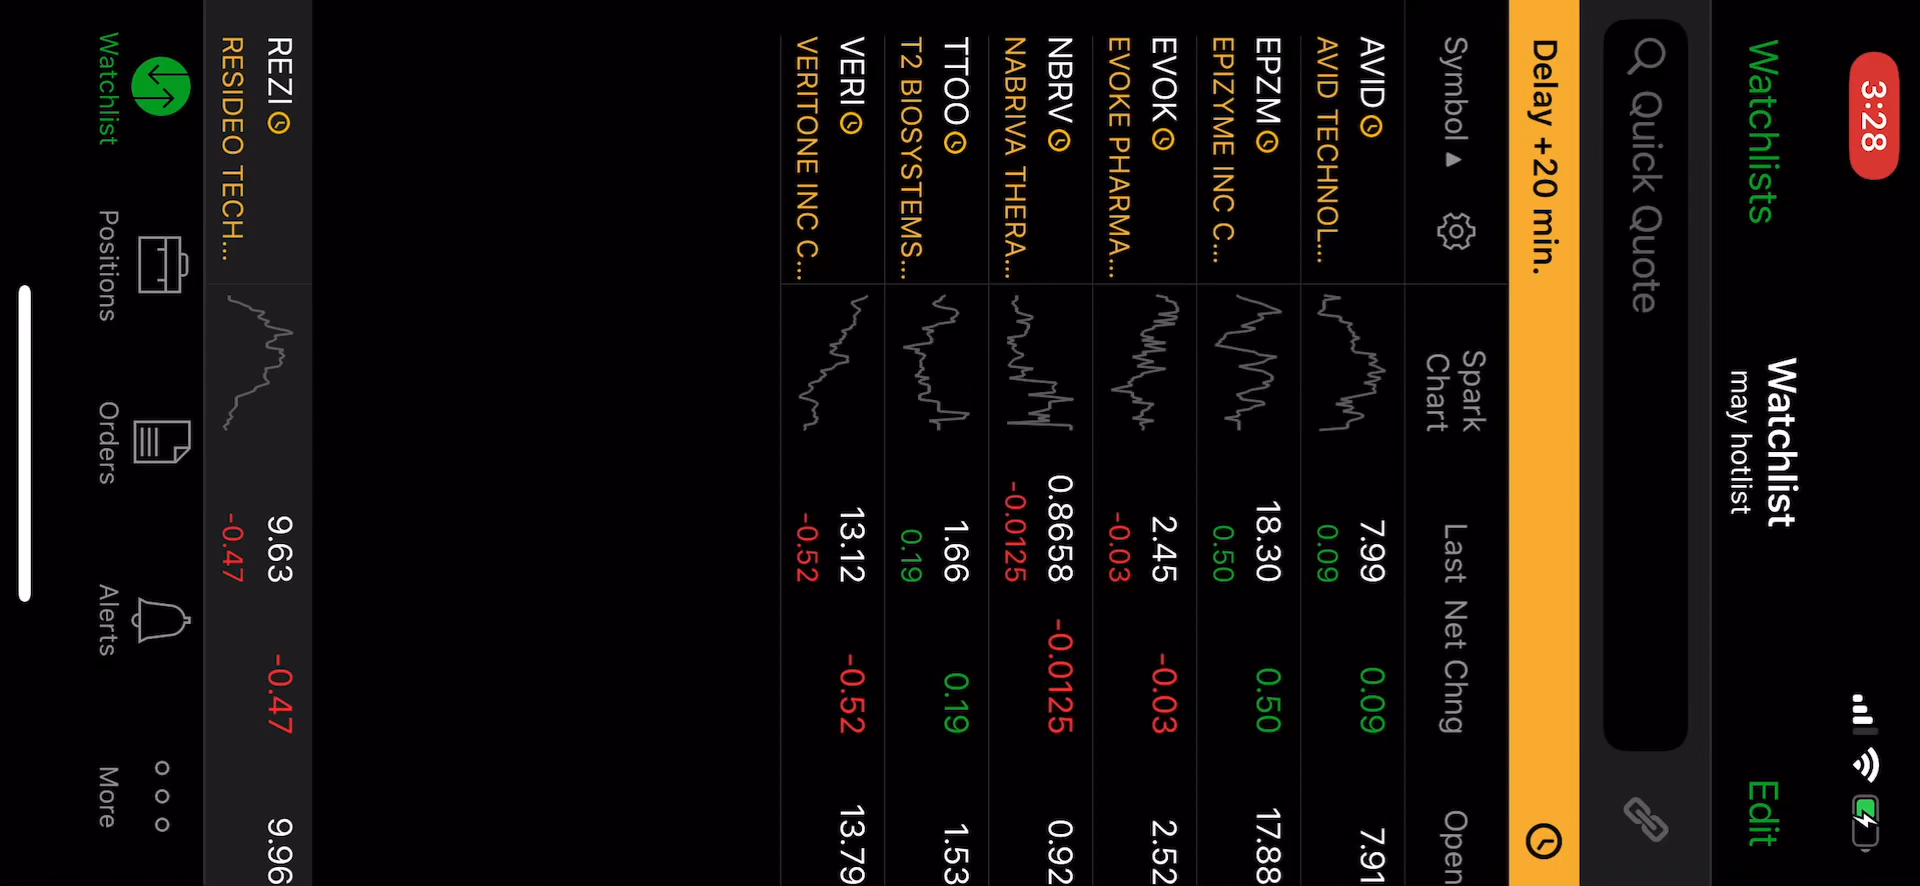 3:28
Watchlists
Watchlist
may hotlist
Edit
Quick Quote
Delay +20 min.
Symbol ▲
Spark
Chart
Last
Net Chng
Open
AVID
7.99
0.09
7.91
AVID TECHNOL...
0.09
EPZM
18.30
0.50
17.88
EPIZYME INC C...
0.50
EVOK
2.45
-0.03
2.52
EVOKE PHARMA...
-0.03
NBRV
0.8658
-0.0125
0.92
NABRIVA THERA...
-0.0125
TTOO
1.66
0.19
1.53
T2 BIOSYSTEMS...
0.19
VERI
13.12
-0.52
13.79
VERITONE INC C...
-0.52
REZI
9.63
-0.47
9.96
RESIDEO TECH...
-0.47
Watchlist
Positions
Orders
Alerts
More